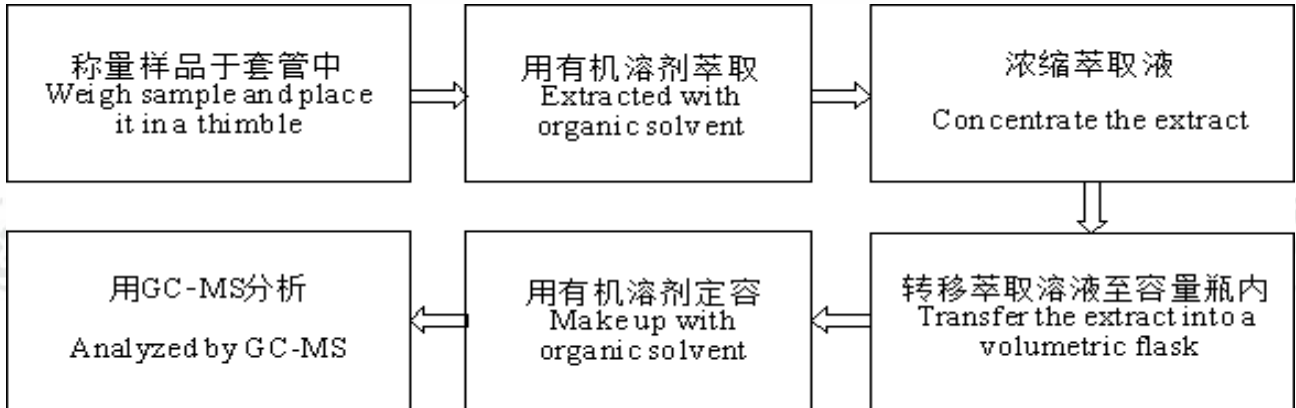 称量样品于套管中
Weigh sample and place
it in a thimble
用有机溶剂萃取
Extracted with
organic solvent
浓缩萃取液
Concentrate the extract
转移萃取溶液至容量瓶内
Transfer the extract into a
volumetric flask
用有机溶剂定容
Make up with
organic solvent
用GC-MS分析
Analyzed by GC-MS